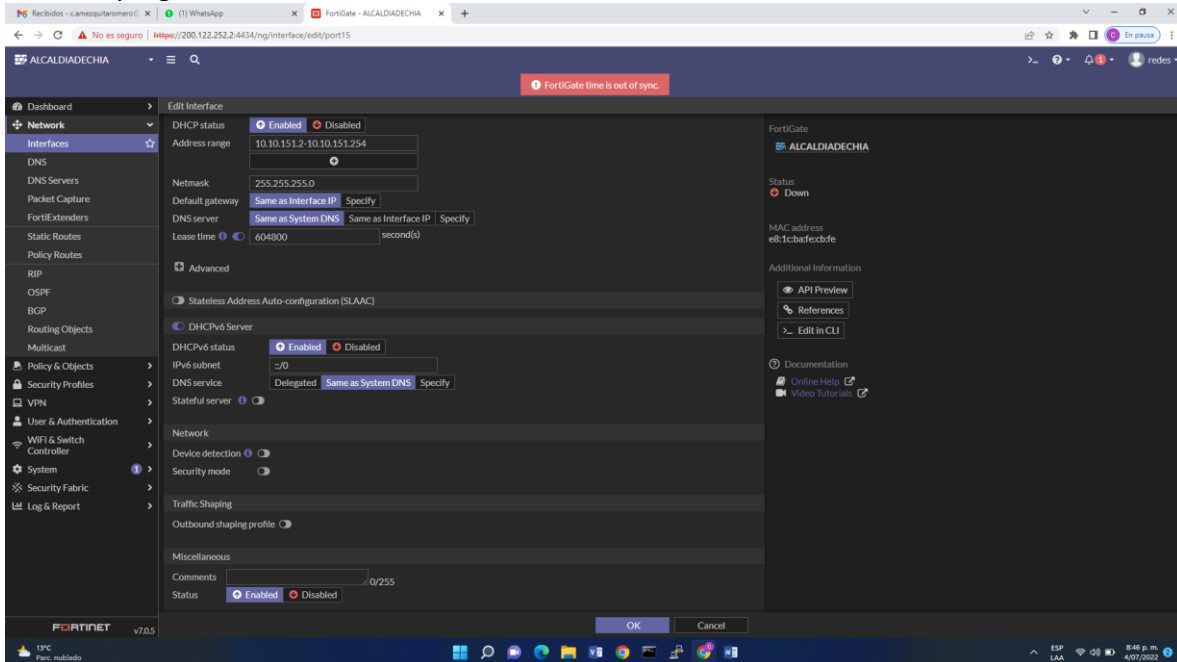 Recibidos - c.amezquitaromero
(1) WhatsApp
FortiGate - ALCALDIADECHIA
No es seguro
https://200.122.252.2:4434/ng/interface/edit/port15
En pausa
ALCALDIADECHIA
redes
FortiGate time is out of sync.
Dashboard
Network
Interfaces
DNS
DNS Servers
Packet Capture
FortiExtenders
Static Routes
Policy Routes
RIP
OSPF
BGP
Routing Objects
Multicast
Policy & Objects
Security Profiles
VPN
User & Authentication
WiFi & Switch
Controller
System 1
Security Fabric
Log & Report
FORTINET v7.0.5
Edit Interface
DHCP status Enabled Disabled
Address range 10.10.151.2-10.10.151.254
Netmask 255.255.255.0
Default gateway Same as Interface IP Specify
DNS server Same as System DNS Same as Interface IP Specify
Lease time 604800 second(s)
Advanced
Stateless Address Auto-configuration (SLAAC)
DHCPv6 Server
DHCPv6 status Enabled Disabled
IPv6 subnet ::/0
DNS service Delegated Same as System DNS Specify
Stateful server
Network
Device detection
Security mode
Traffic Shaping
Outbound shaping profile
Miscellaneous
Comments 0/255
Status Enabled Disabled
OK Cancel
FortiGate
ALCALDIADECHIA
Status
Down
MAC address
e8:1c:ba:fe:cb:fe
Additional Information
API Preview
References
>_ Edit in CLI
Documentation
Online Help
Video Tutorials
13°C
Parc. nublado
ESP
LAA
8:46 p. m.
4/07/2022